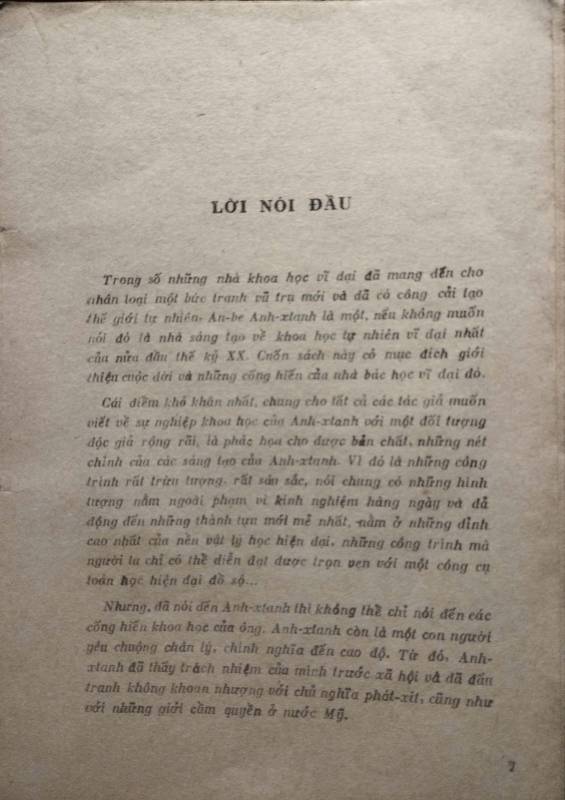 LỜI NÓI ĐẦU
Trong số những nhà khoa học vĩ đại đã mang đến cho
nhân loại một bức tranh vũ trụ mới và đã có công cải tạo
thế giới tự nhiên, An-be Anh-xtanh là một, nếu không muốn
nói đó là nhà sáng tạo về khoa học tự nhiên vĩ đại nhất
của nửa đầu thế kỷ XX. Cuốn sách này có mục đích giới
thiệu cuộc đời và những cống hiến của nhà bác học vĩ đại đó.
Cái điềm khó khăn nhất, chung cho tất cả các tác giả muốn
viết về sự nghiệp khoa học của Anh-xtanh với một đối tượng
độc giả rộng rãi, là phác họa cho được bản chất, những nét
chính của các sáng tạo của Anh-xtanh. Vì đó là những công
trình rất trừu tượng, rất sâu sắc, nói chung có những hình
tượng nằm ngoài phạm vi kinh nghiệm hàng ngày và đả
động đến những thành tựu mới mẻ nhất, nằm ở những đỉnh
cao nhất của nền vật lý học hiện đại, những công trình mà
người ta chỉ có thể diễn đạt được trọn vẹn với một công cụ
toán học hiện đại đồ sộ...
Nhưng, đã nói đến Anh-xtanh thì không thể chỉ nói đến các
cống hiến khoa học của ông. Anh-xtanh còn là một con người
yêu chuộng chân lý, chính nghĩa đến cao độ. Từ đó, Anh-
xtanh đã thấy trách nhiệm của mình trước xã hội và đã đấu
tranh không khoan nhượng với chủ nghĩa phát-xít, cũng như
với những giới cầm quyền ở nước Mỹ.
7